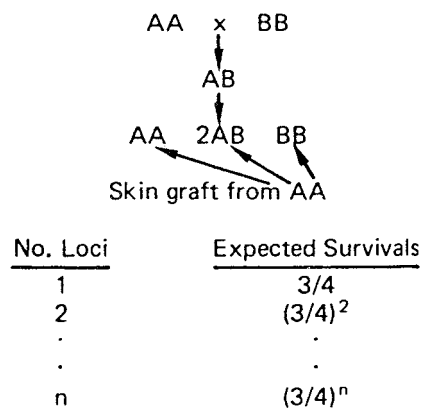 AA x BB
AB
AA 2AB BB
Skin graft from AA
No. Loci Expected Survivals
1 3/4
2 (3/4)²
. .
. .
n (3/4)ⁿ